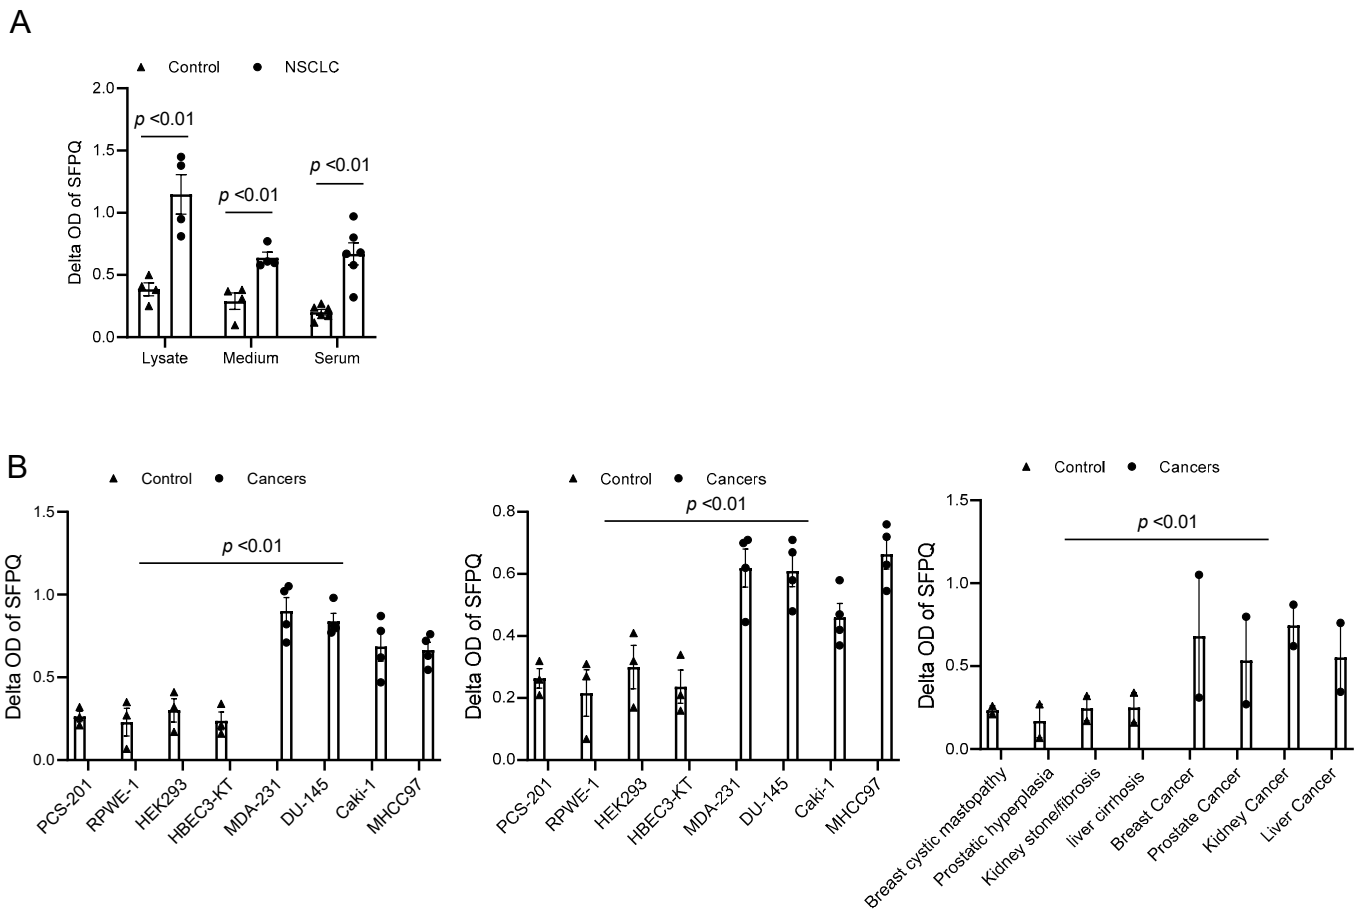 A
Control NSCLC
Delta OD of SFPQ
2.0
1.5
1.0
0.5
0.0
p <0.01
p <0.01
p <0.01
Lysate Medium Serum
B
Control Cancers
Delta OD of SFPQ
1.5
1.0
0.5
0.0
p <0.01
PCS-201
RPWE-1
HEK293
HBEC3-KT
MDA-231
DU-145
Caki-1
MHCC97
Control Cancers
Delta OD of SFPQ
0.8
0.6
0.4
0.2
0.0
p <0.01
PCS-201
RPWE-1
HEK293
HBEC3-KT
MDA-231
DU-145
Caki-1
MHCC97
Control Cancers
Delta OD of SFPQ
1.5
1.0
0.5
0.0
p <0.01
Breast cystic mastopathy
Prostatic hyperplasia
Kidney stone/fibrosis
liver cirrhosis
Breast Cancer
Prostate Cancer
Kidney Cancer
Liver Cancer